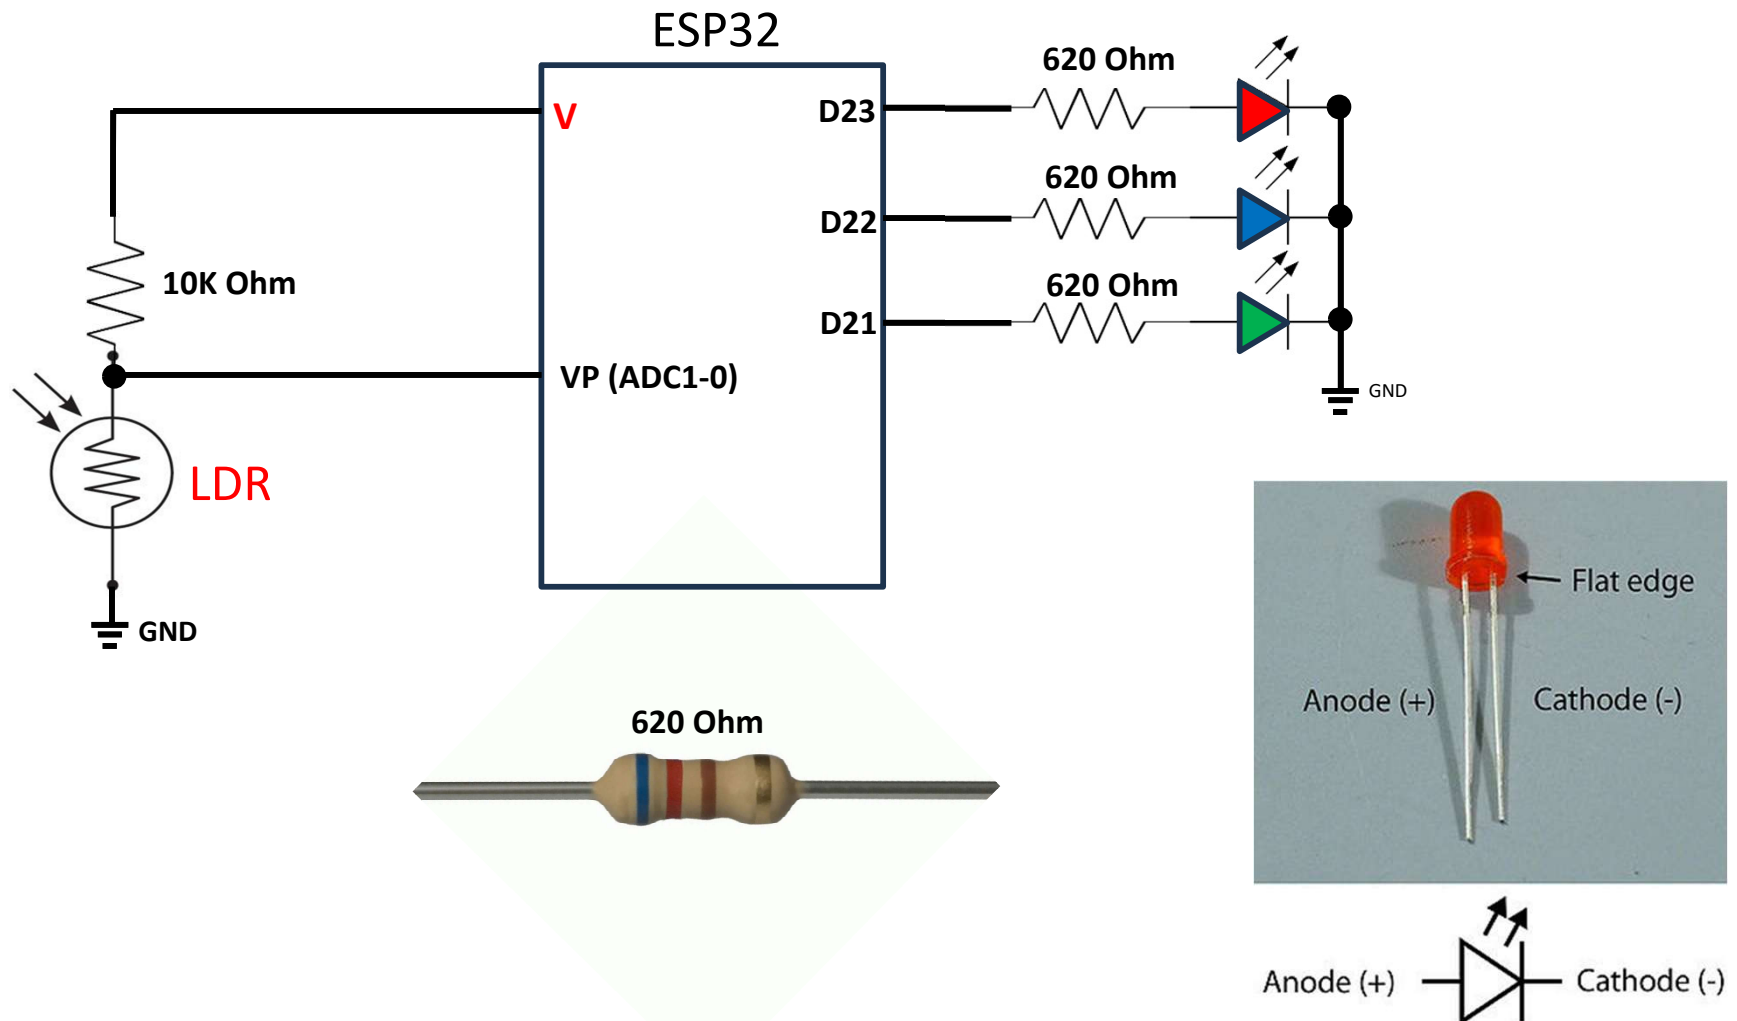 ESP32
V
D23
620 Ohm
620 Ohm
D22
10K Ohm
620 Ohm
D21
VP (ADC1-0)
GND
LDR
GND
Flat edge
Anode (+)
Cathode (-)
620 Ohm
Anode (+)
Cathode (-)